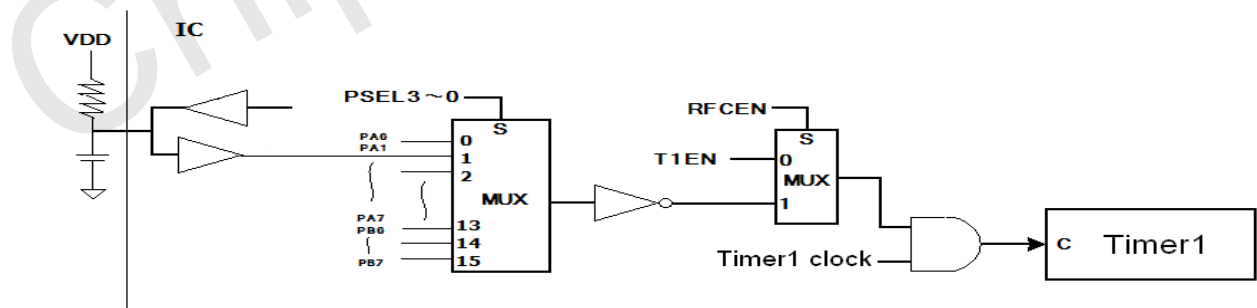 IC
VDD
PSEL3~0
S
PA0
0
PA1
1
2
MUX
PA7
PB6
13
14
PB7
15
RFCEN
S
T1EN
0
MUX
1
Timer1 clock
C
Timer1